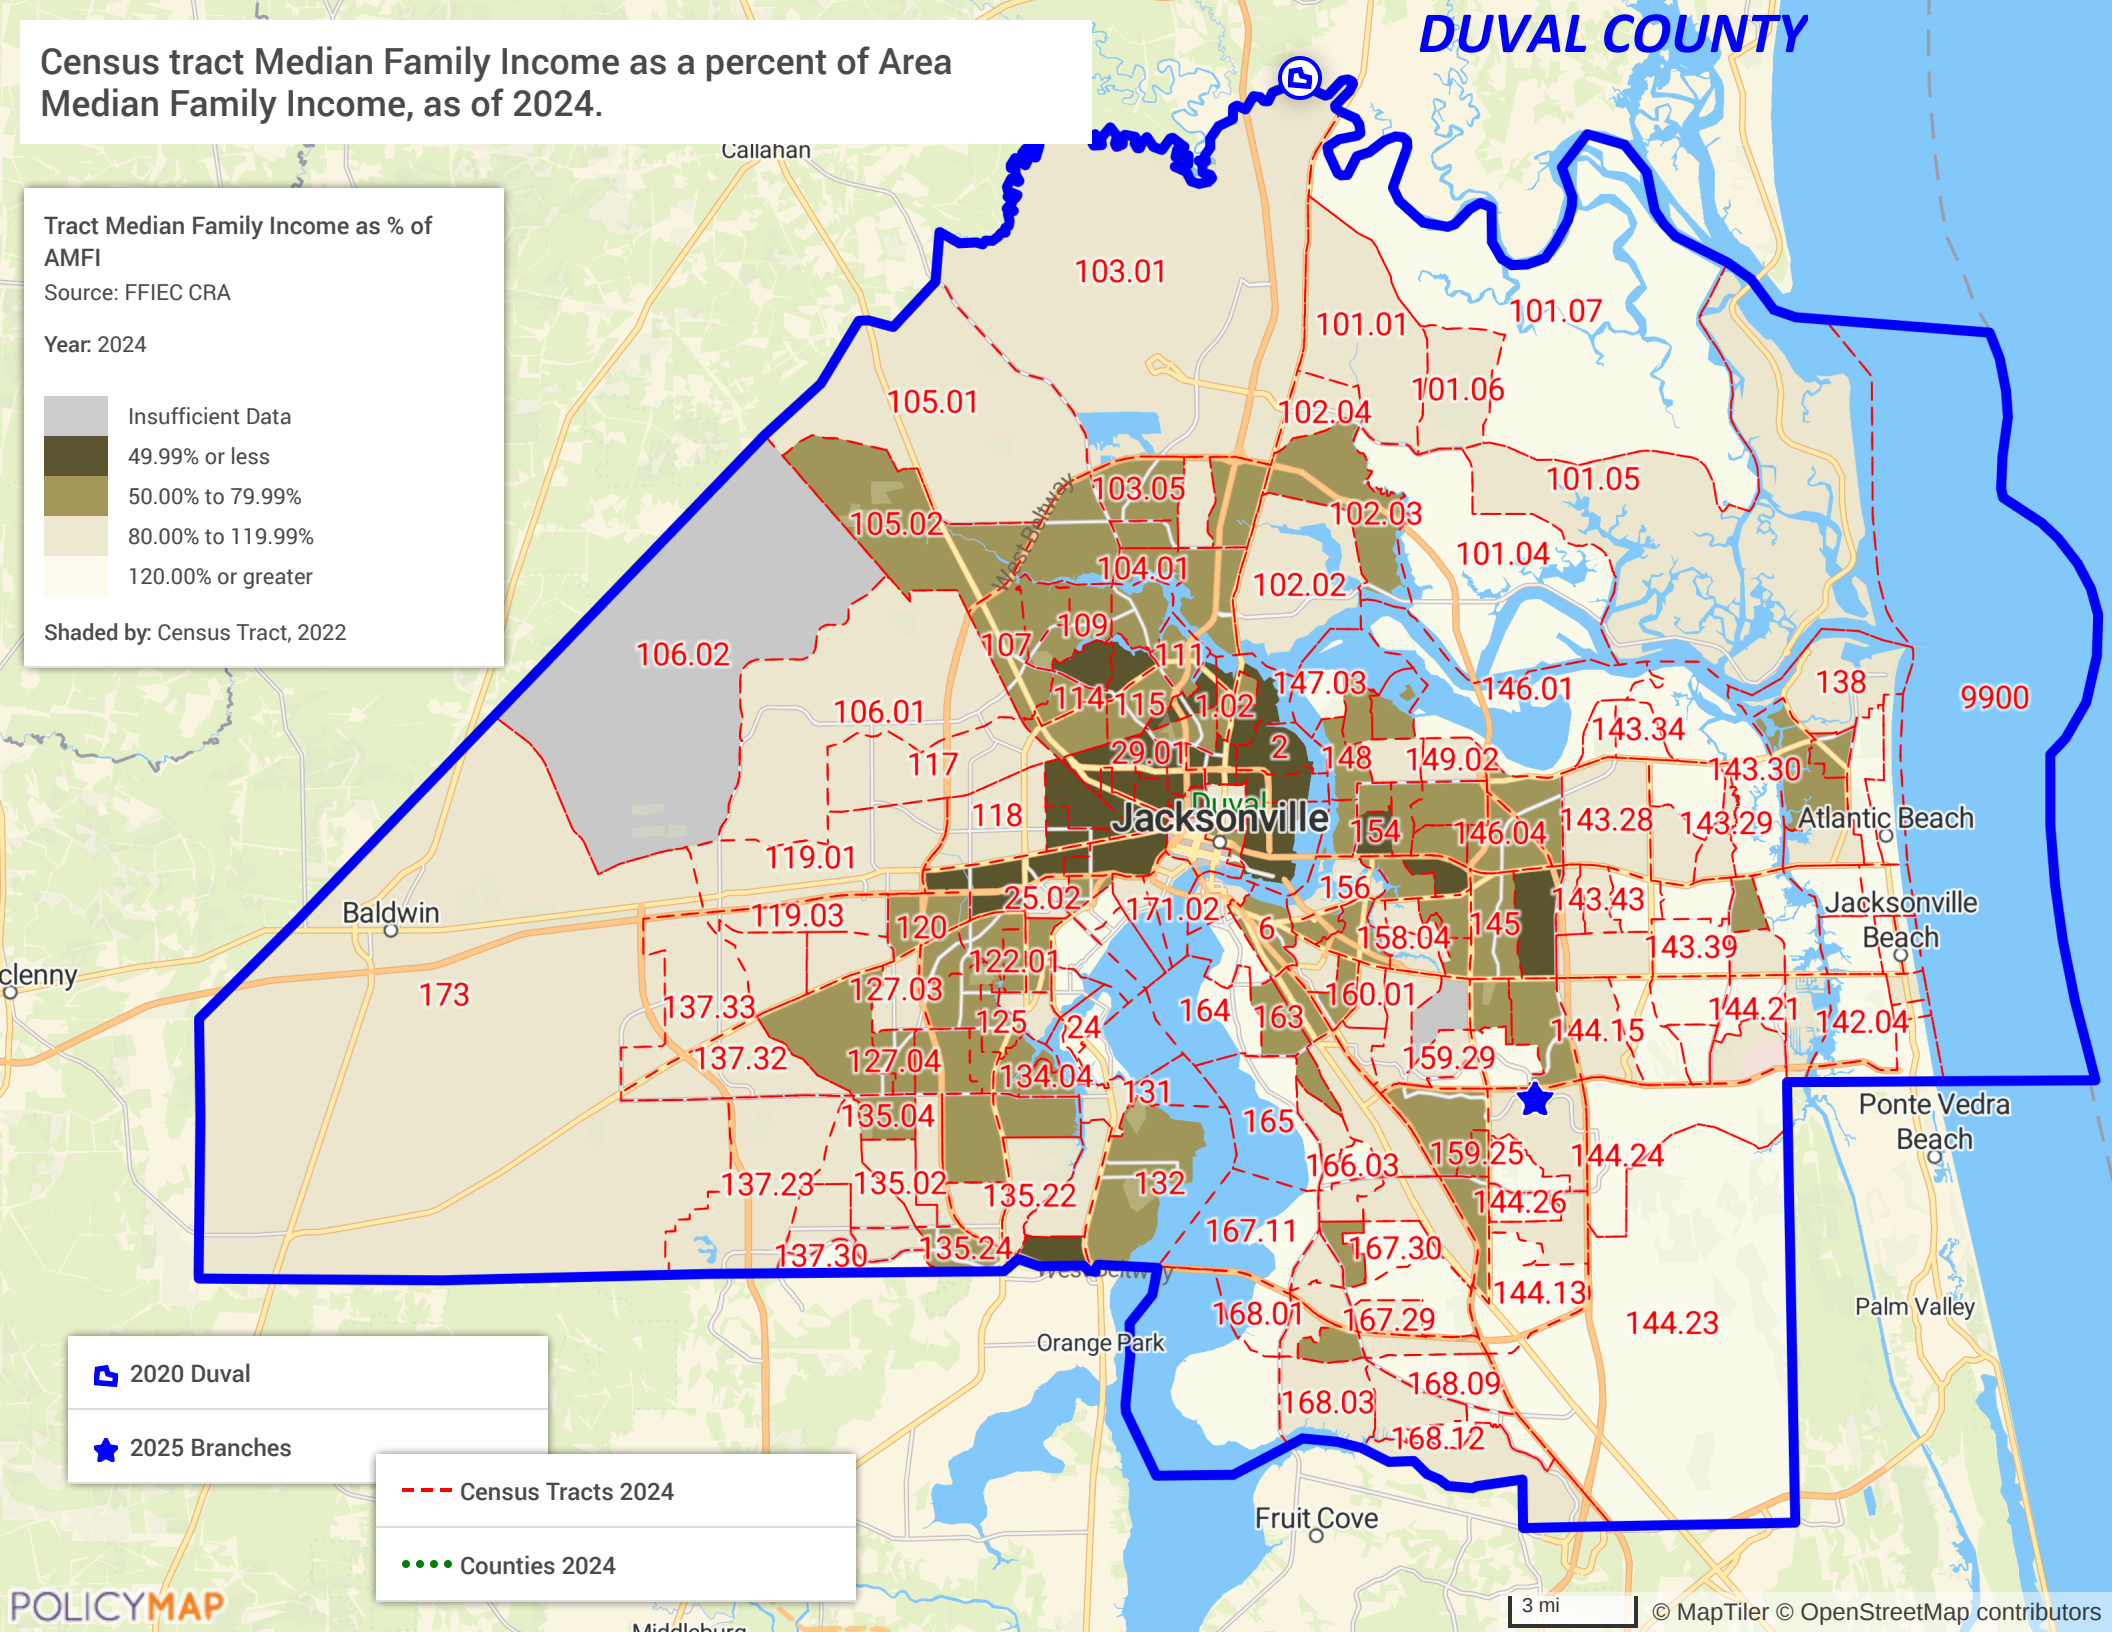 DUVAL COUNTY
Census tract Median Family Income as a percent of Area
Median Family Income, as of 2024.
Callahan
Tract Median Family Income as % of
AMFI
Source: FFIEC CRA
Year: 2024
Insufficient Data
49.99% or less
50.00% to 79.99%
80.00% to 119.99%
120.00% or greater
Shaded by: Census Tract, 2022
103.01
101.07
101.01
101.06
105.01
102.04
101.05
103.05
West Beltway
102.03
105.02
101.04
104.01
102.02
109
107
111
106.02
147.03
138
146.01
9900
114
115
1.02
106.01
143.34
2
29.01
148
149.02
117
143.30
Duval
Jacksonville
118
154
146.04
143.28
143.29
Atlantic Beach
119.01
156
25.02
143.43
Baldwin
119.03
171.02
Jacksonville
Beach
120
6
158.04
145
143.39
122.01
clenny
173
127.03
160.01
137.33
164
163
144.21
142.04
125
24
144.15
137.32
127.04
134.04
159.29
131
Ponte Vedra
Beach
135.04
165
159.25
144.24
166.03
137.23
135.02
132
135.22
144.26
167.11
135.24
167.30
137.30
West Beltway
144.13
168.01
167.29
144.23
Palm Valley
Orange Park
168.09
168.03
168.12
2020 Duval
2025 Branches
Census Tracts 2024
Counties 2024
Fruit Cove
POLICYMAP
Middleburg
3 mi
© MapTiler © OpenStreetMap contributors